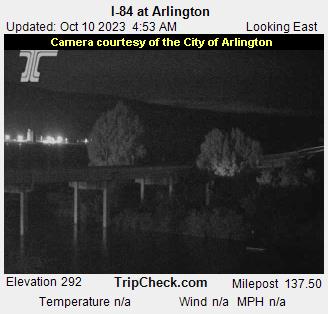 I-84 at Arlington
Updated: Oct 10 2023 4:53 AM Looking East
Camera courtesy of the City of Arlington
Elevation 292 TripCheck.com Milepost 137.50
Temperature n/a Wind n/a MPH n/a